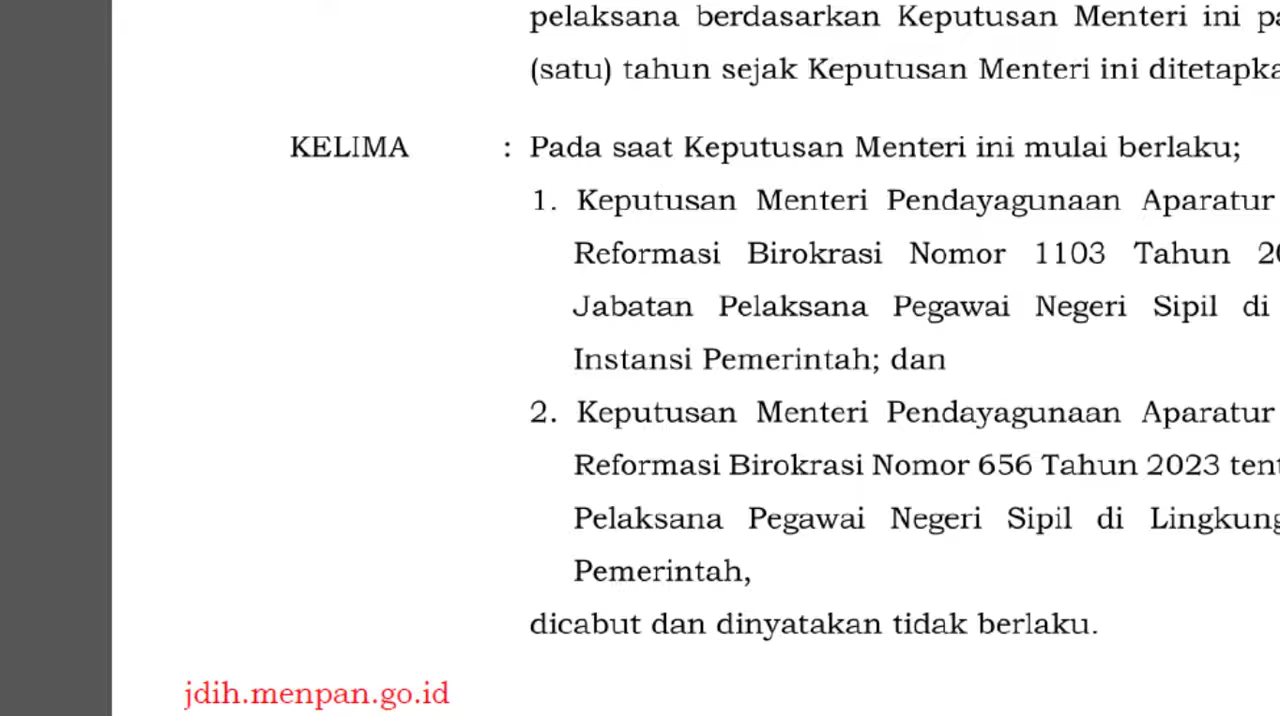 pelaksana berdasarkan Keputusan Menteri ini
(satu) tahun sejak Keputusan Menteri ini
KELIMA : Pada saat Keputusan Menteri ini mulai berlaku;
1. Keputusan Menteri Pendayagunaan Aparatur
Reformasi Birokrasi Nomor 1103 Tahun
Jabatan Pelaksana Pegawai Negeri Sipil di
Instansi Pemerintah; dan
2. Keputusan Menteri Pendayagunaan Aparatur
Reformasi Birokrasi Nomor 656 Tahun 2023
Pelaksana Pegawai Negeri Sipil di
Pemerintah,
dicabut dan dinyatakan tidak berlaku.
jdih.menpan.go.id